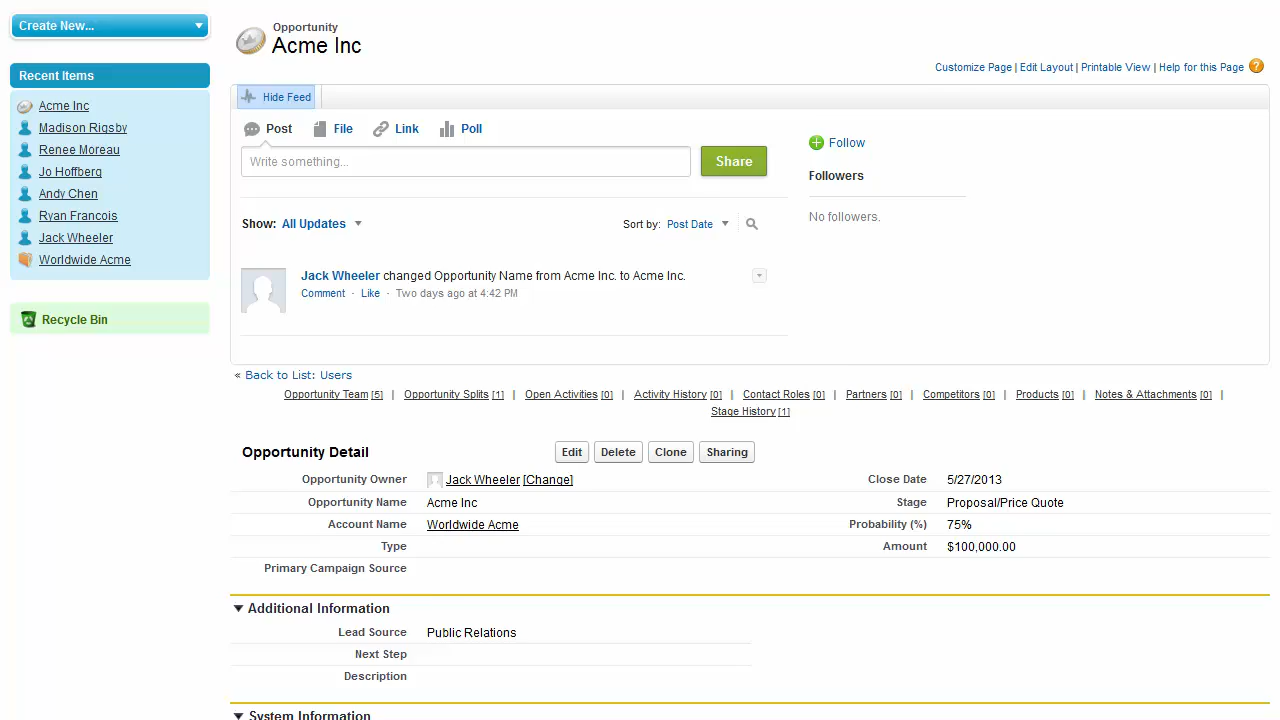 Create New...
Recent Items
Acme Inc
Madison Rigsby
Renee Moreau
Jo Hoffberg
Andy Chen
Ryan Francois
Jack Wheeler
Worldwide Acme
Recycle Bin
Opportunity
Acme Inc
Customize Page | Edit Layout | Printable View | Help for this Page ?
Hide Feed
Post File Link Poll
Write something... Share
Show: All Updates Sort by: Post Date
Jack Wheeler changed Opportunity Name from Acme Inc. to Acme Inc.
Comment · Like · Two days ago at 4:42 PM
Follow
Followers
No followers.
« Back to List: Users
Opportunity Team [5] | Opportunity Splits [1] | Open Activities [0] | Activity History [0] | Contact Roles [0] | Partners [0] | Competitors [0] | Products [0] | Notes & Attachments [0] |
Stage History [1]
Opportunity Detail Edit Delete Clone Sharing
Opportunity Owner Jack Wheeler [Change] Close Date 5/27/2013
Opportunity Name Acme Inc Stage Proposal/Price Quote
Account Name Worldwide Acme Probability (%) 75%
Type Amount $100,000.00
Primary Campaign Source
Additional Information
Lead Source Public Relations
Next Step
Description
System Information